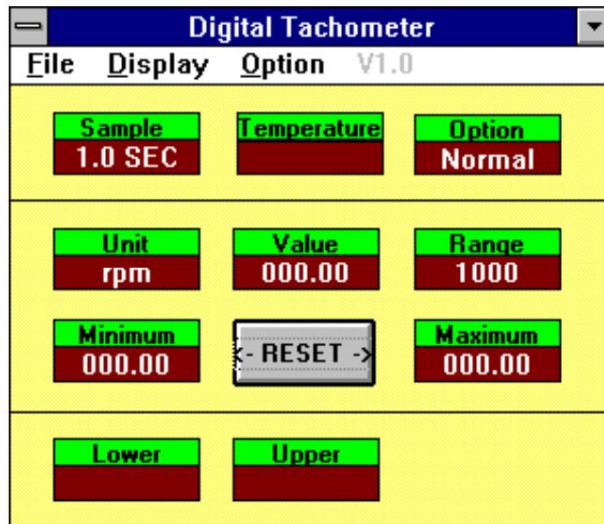 Digital Tachometer
File Display Option V1.0
Sample Temperature Option
1.0 SEC Normal
Unit Value Range
rpm 000.00 1000
Minimum <- RESET -> Maximum
000.00 000.00
Lower Upper